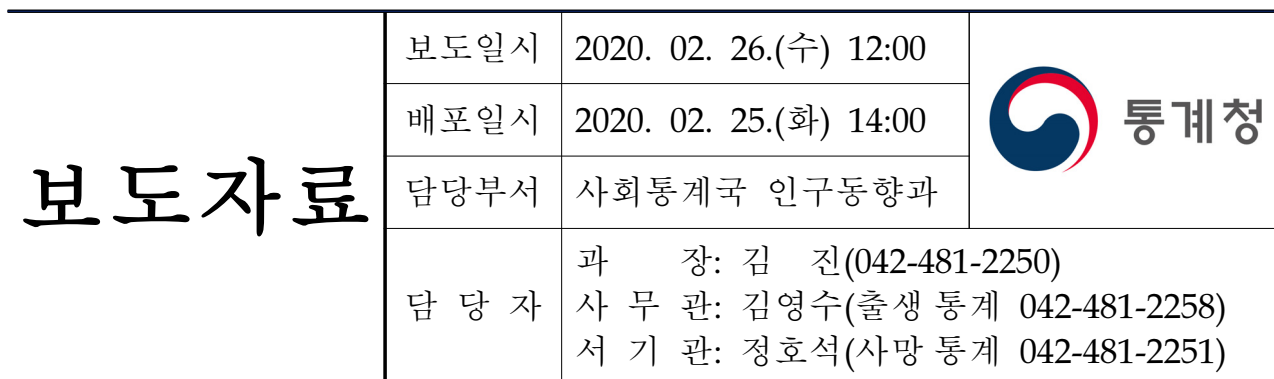 보도자료
보도일시 2020. 02. 26.(수) 12:00
배포일시 2020. 02. 25.(화) 14:00
담당부서 사회통계국 인구동향과
담 당 자
과 장: 김 진(042-481-2250)
사 무 관: 김영수(출생 통계 042-481-2258)
서 기 관: 정호석(사망 통계 042-481-2251)
통계청